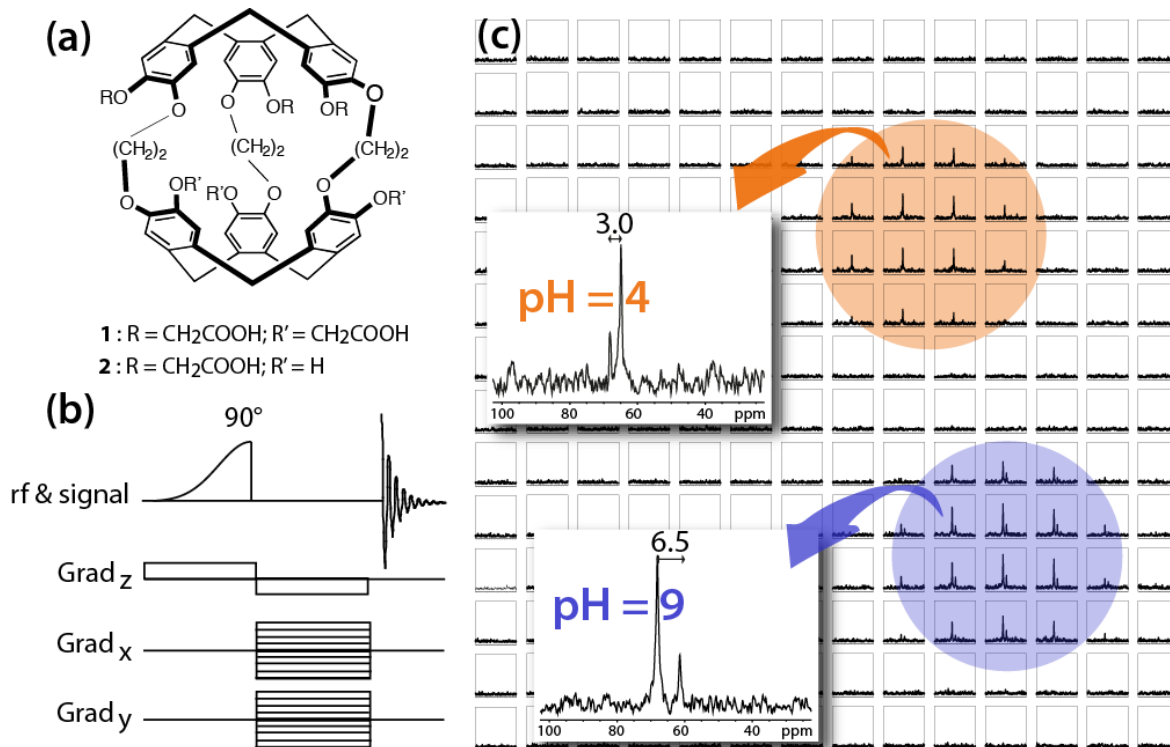 (a)
RO
O
OR
O
OR
O
(CH2)2
(CH2)2
(CH2)2
O
OR'
R'O
O
O
OR'
1 : R = CH2COOH; R' = CH2COOH
2 : R = CH2COOH; R' = H
(b)
90°
rf & signal
Grad z
Grad x
Grad y
(c)
3.0
pH = 4
100 80 60 40 ppm
6.5
pH = 9
100 80 60 40 ppm